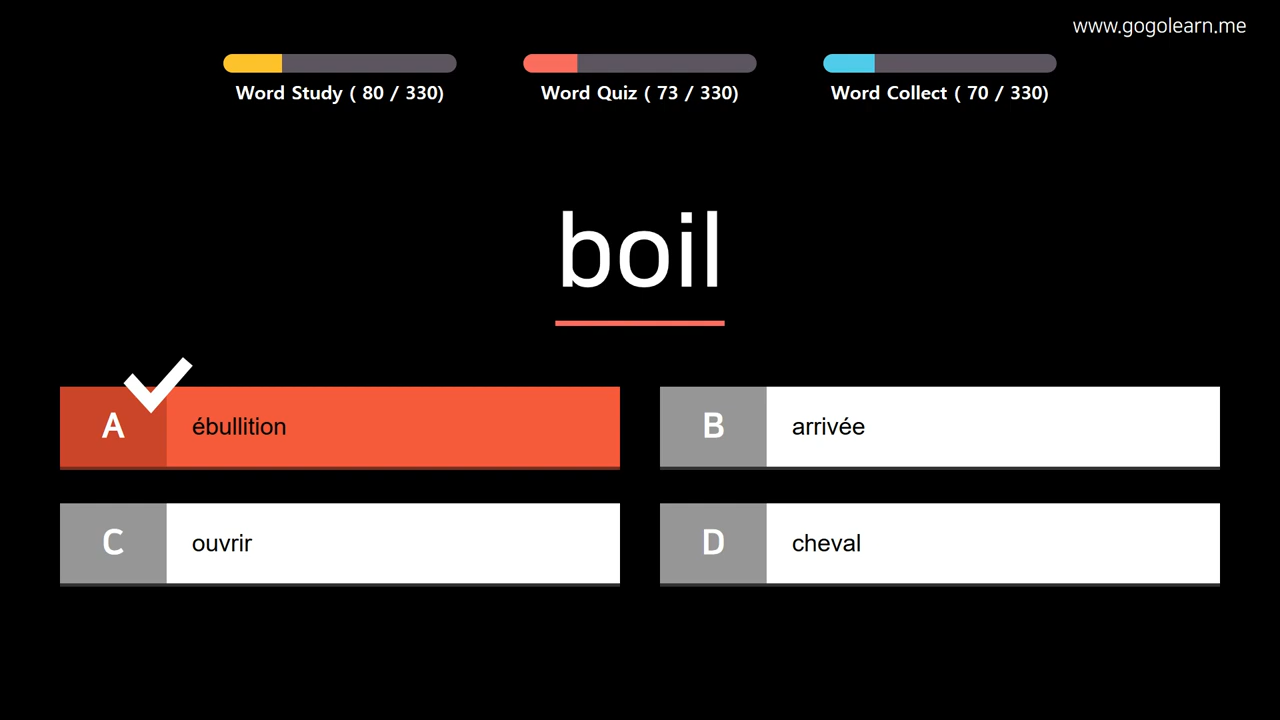 www.gogolearn.me
Word Study ( 80 / 330)
Word Quiz ( 73 / 330)
Word Collect ( 70 / 330)
boil
A ébullition
B arrivée
C ouvrir
D cheval